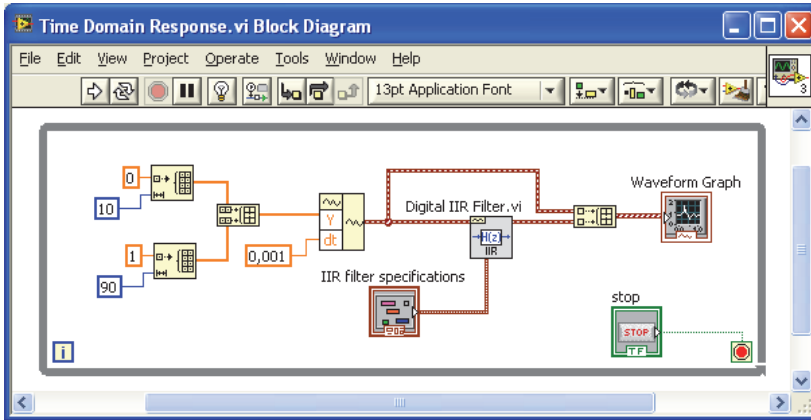 Time Domain Response.vi Block Diagram
File Edit View Project Operate Tools Window Help
13pt Application Font
3
0
10
1
90
Y
dt
0,001
Digital IIR Filter.vi
H(z)
IIR
IIR filter specifications
Waveform Graph
stop
STOP
TF
i